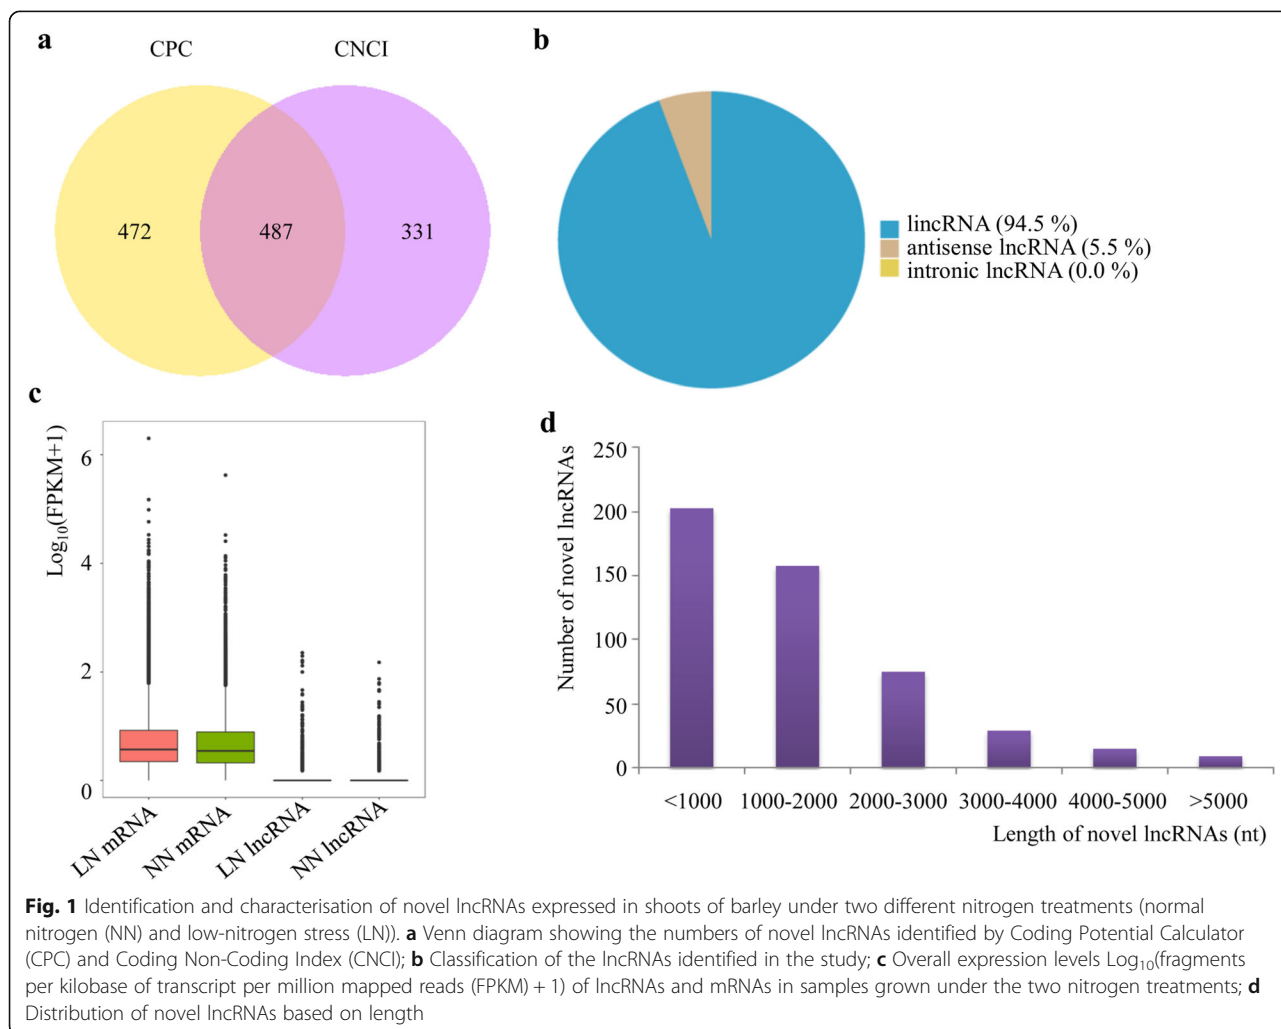 a
CPC
CNCI
472
487
331
b
lincRNA (94.5 %)
antisense lncRNA (5.5 %)
intronic lncRNA (0.0 %)
c
Log10(FPKM+1)
6
4
2
0
LN mRNA
NN mRNA
LN lncRNA
NN lncRNA
d
Number of novel lncRNAs
250
200
150
100
50
0
<1000
1000-2000
2000-3000
3000-4000
4000-5000
>5000
Length of novel lncRNAs (nt)
Fig. 1 Identification and characterisation of novel lncRNAs expressed in shoots of barley under two different nitrogen treatments (normal
nitrogen (NN) and low-nitrogen stress (LN)). a Venn diagram showing the numbers of novel lncRNAs identified by Coding Potential Calculator
(CPC) and Coding Non-Coding Index (CNCI); b Classification of the lncRNAs identified in the study; c Overall expression levels Log10(fragments
per kilobase of transcript per million mapped reads (FPKM) + 1) of lncRNAs and mRNAs in samples grown under the two nitrogen treatments; d
Distribution of novel lncRNAs based on length